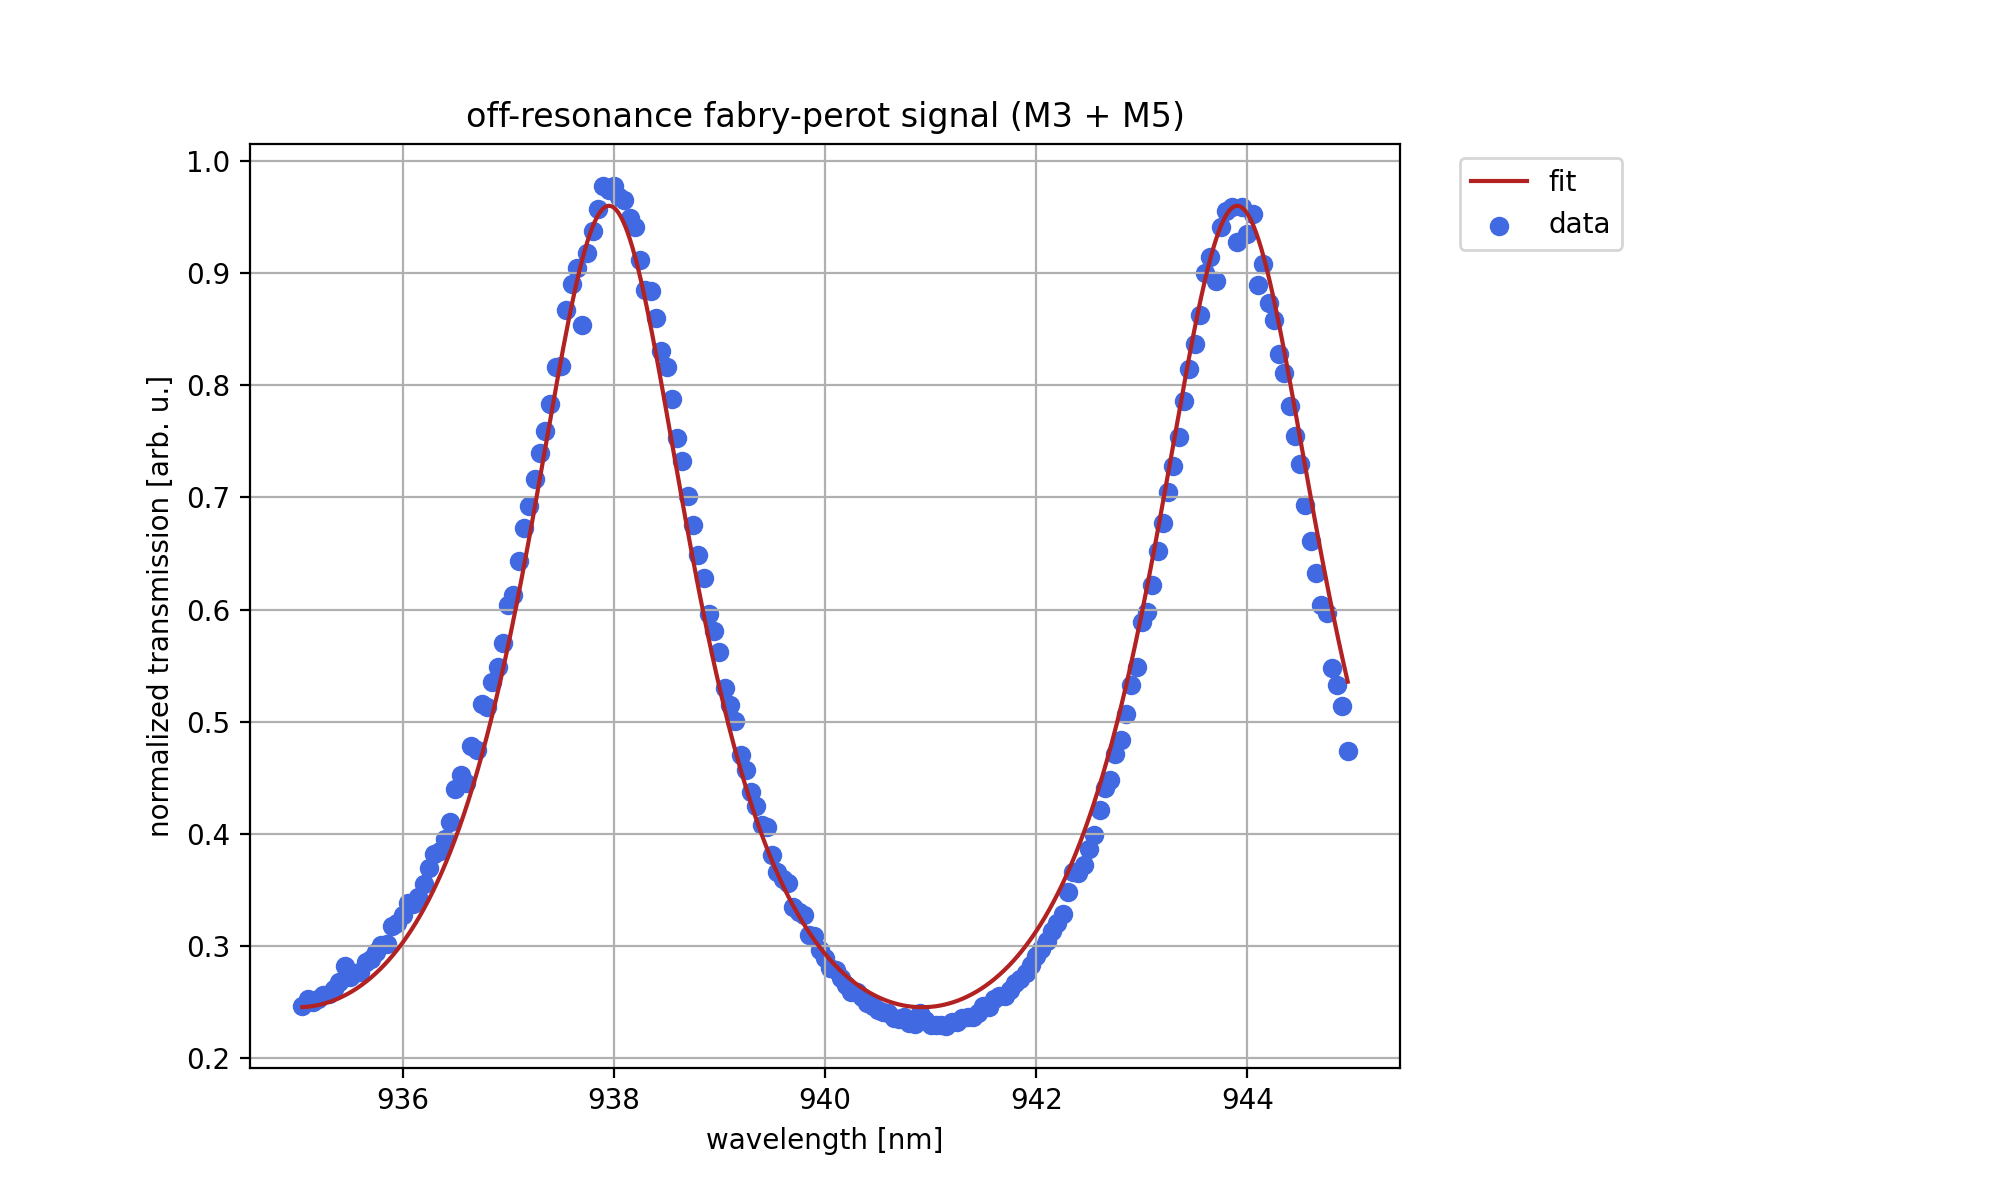 off-resonance fabry-perot signal (M3 + M5)
fit
data
normalized transmission [arb. u.]
1.0
0.9
0.8
0.7
0.6
0.5
0.4
0.3
0.2
936 938 940 942 944
wavelength [nm]